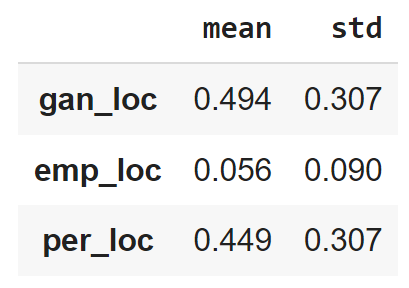 mean std
gan_loc 0.494 0.307
emp_loc 0.056 0.090
per_loc 0.449 0.307